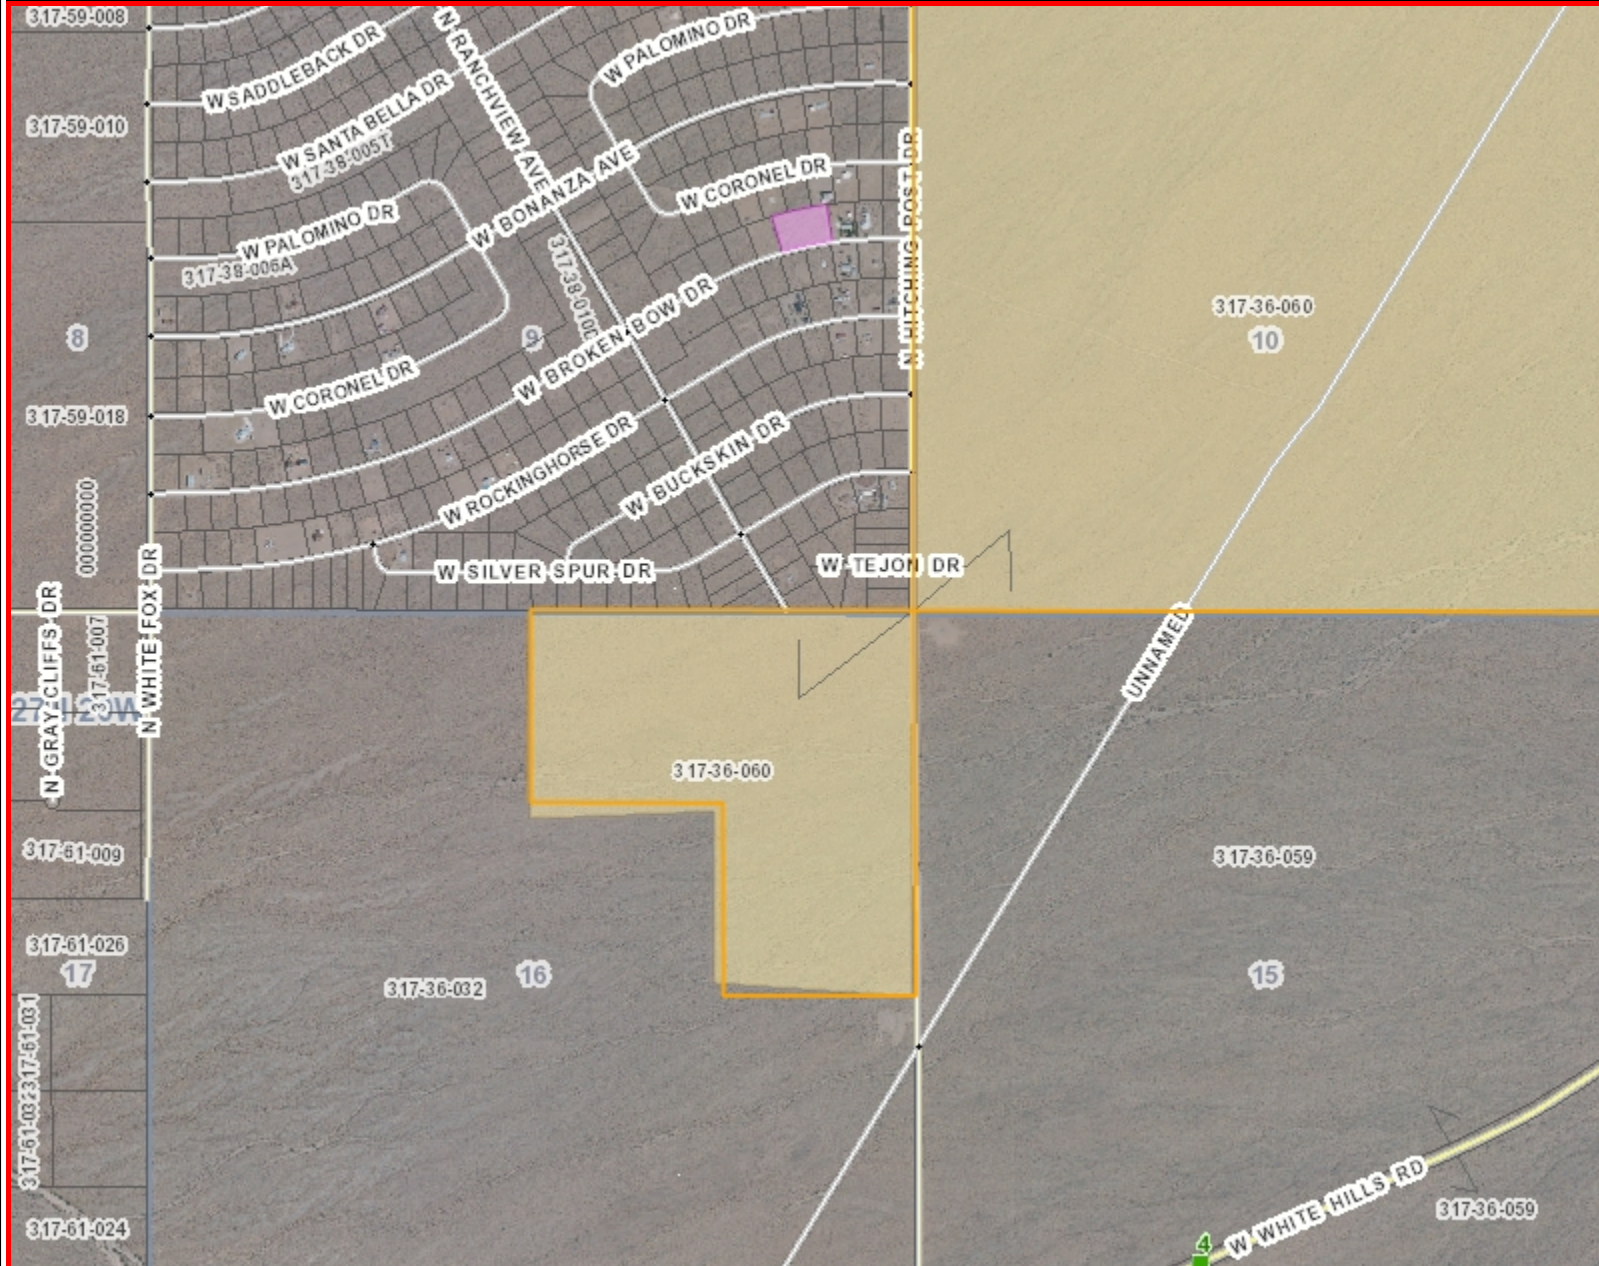 317-59-008
N RANCHVIEW AVE
W PALOMINO DR
W SADDLEBACK DR
W SANTA BELLA DR
317-59-010
317-38-005T
N HITCHING POST DR
W BONANZA AVE
W CORONEL DR
W PALOMINO DR
317-38-006A
317-38-010D
317-36-060
8
9
10
W BROKEN BOW DR
W CORONEL DR
317-59-018
W ROCKINGHORSE DR
W BUCKSKIN DR
000000000
W SILVER SPUR DR
W TEJON DR
N WHITE FOX DR
N GRAY CLIFFS DR
317-61-007
UNNAMED
317-36-060
317-61-009
317-36-059
317-61-026
17
317-36-032
16
15
317-61-031
317-61-032
W WHITE HILLS RD
317-36-059
317-61-024
4